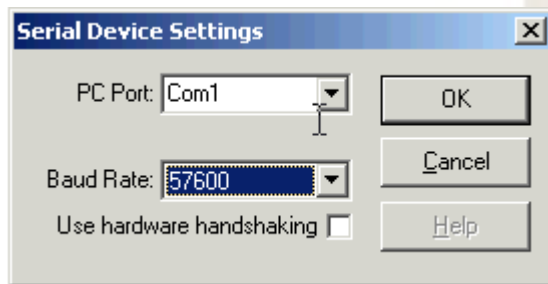 Serial Device Settings
PC Port: Com1
OK
Cancel
Baud Rate: 57600
Use hardware handshaking
Help